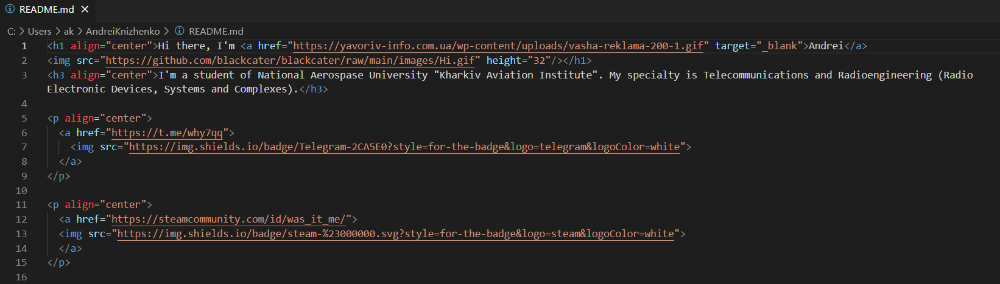 README.md ×
C: > Users > ak > AndreiKnizhenko > README.md
1 <h1 align="center">Hi there, I'm <a href="https://yavoriv-info.com.ua/wp-content/uploads/vasha-reklama-200-1.gif" target="_blank">Andrei</a>
2 <img src="https://github.com/blackcater/blackcater/raw/main/images/Hi.gif" height="32"/></h1>
3 <h3 align="center">I'm a student of National Aerospase University "Kharkiv Aviation Institute". My specialty is Telecommunications and Radioengineering (Radio
Electronic Devices, Systems and Complexes).</h3>
4
5 <p align="center">
6   <a href="https://t.me/why7qq">
7     <img src="https://img.shields.io/badge/Telegram-2CA5E0?style=for-the-badge&logo=telegram&logoColor=white">
8   </a>
9 </p>
10
11 <p align="center">
12   <a href="https://steamcommunity.com/id/was_it_me/">
13   <img src="https://img.shields.io/badge/steam-%23000000.svg?style=for-the-badge&logo=steam&logoColor=white">
14   </a>
15 </p>
16